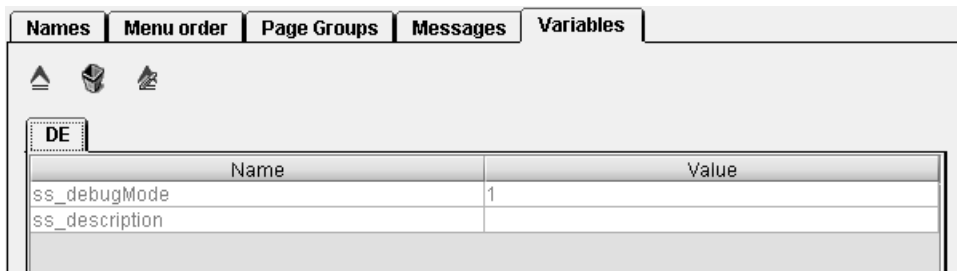 Names Menu order Page Groups Messages Variables
DE
Name Value
ss_debugMode 1
ss_description